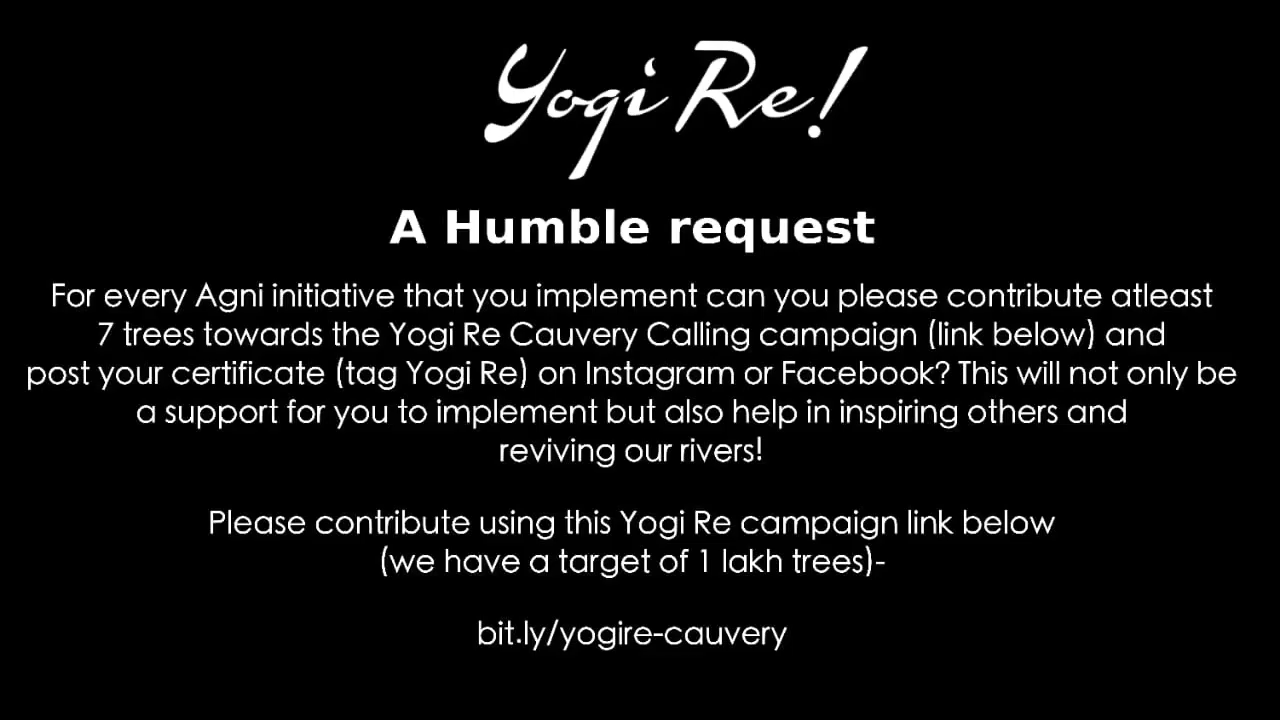 Yogi Re!
A Humble request
For every Agni initiative that you implement can you please contribute atleast
7 trees towards the Yogi Re Cauvery Calling campaign (link below) and
post your certificate (tag Yogi Re) on Instagram or Facebook? This will not only be
a support for you to implement but also help in inspiring others and
reviving our rivers!
Please contribute using this Yogi Re campaign link below
(we have a target of 1 lakh trees)-
bit.ly/yogire-cauvery